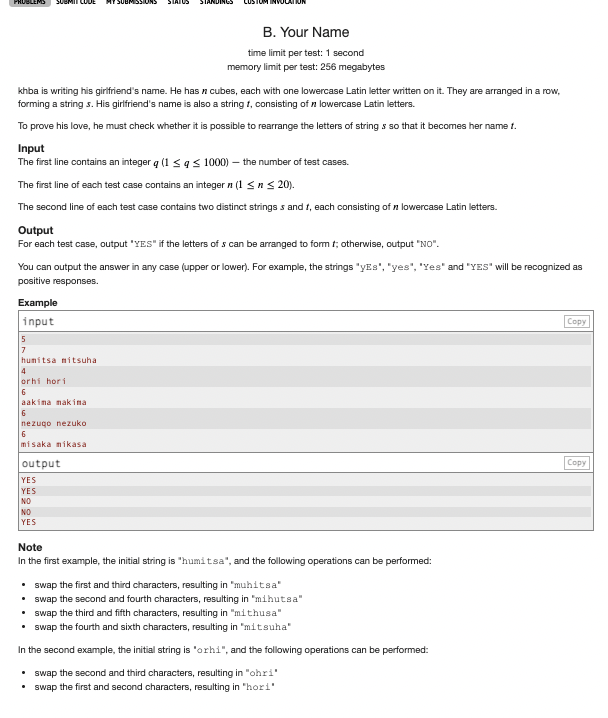 PROBLEMS SUBMIT CODE MY SUBMISSIONS STATUS STANDINGS CUSTOM INVOCATION
B. Your Name
time limit per test: 1 second
memory limit per test: 256 megabytes
khba is writing his girlfriend's name. He has n cubes, each with one lowercase Latin letter written on it. They are arranged in a row,
forming a string s. His girlfriend's name is also a string t, consisting of n lowercase Latin letters.
To prove his love, he must check whether it is possible to rearrange the letters of string s so that it becomes her name t.
Input
The first line contains an integer q (1 ≤ q ≤ 1000) — the number of test cases.
The first line of each test case contains an integer n (1 ≤ n ≤ 20).
The second line of each test case contains two distinct strings s and t, each consisting of n lowercase Latin letters.
Output
For each test case, output "YES" if the letters of s can be arranged to form t; otherwise, output "NO".
You can output the answer in any case (upper or lower). For example, the strings "yEs", "yes", "Yes" and "YES" will be recognized as
positive responses.
Example
input Copy
5
7
humitsa mitsuha
4
orhi hori
6
aakima makima
6
nezuqo nezuko
6
misaka mikasa
output Copy
YES
YES
NO
NO
YES
Note
In the first example, the initial string is "humitsa", and the following operations can be performed:
• swap the first and third characters, resulting in "muhitsa"
• swap the second and fourth characters, resulting in "mihutsa"
• swap the third and fifth characters, resulting in "mithusa"
• swap the fourth and sixth characters, resulting in "mitsuha"
In the second example, the initial string is "orhi", and the following operations can be performed:
• swap the second and third characters, resulting in "ohri"
• swap the first and second characters, resulting in "hori"